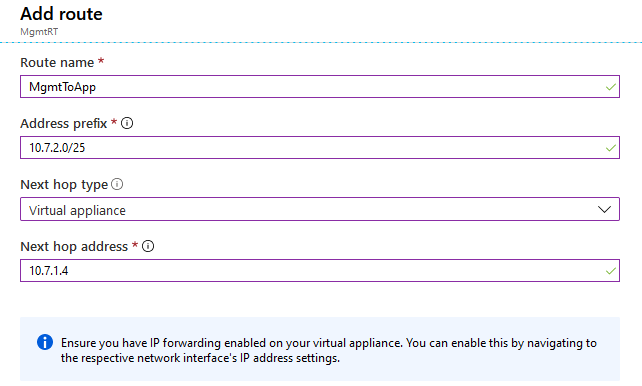 Add route
MgmtRT
Route name *
MgmtToApp
Address prefix *
10.7.2.0/25
Next hop type
Virtual appliance
Next hop address *
10.7.1.4
Ensure you have IP forwarding enabled on your virtual appliance. You can enable this by navigating to
the respective network interface's IP address settings.